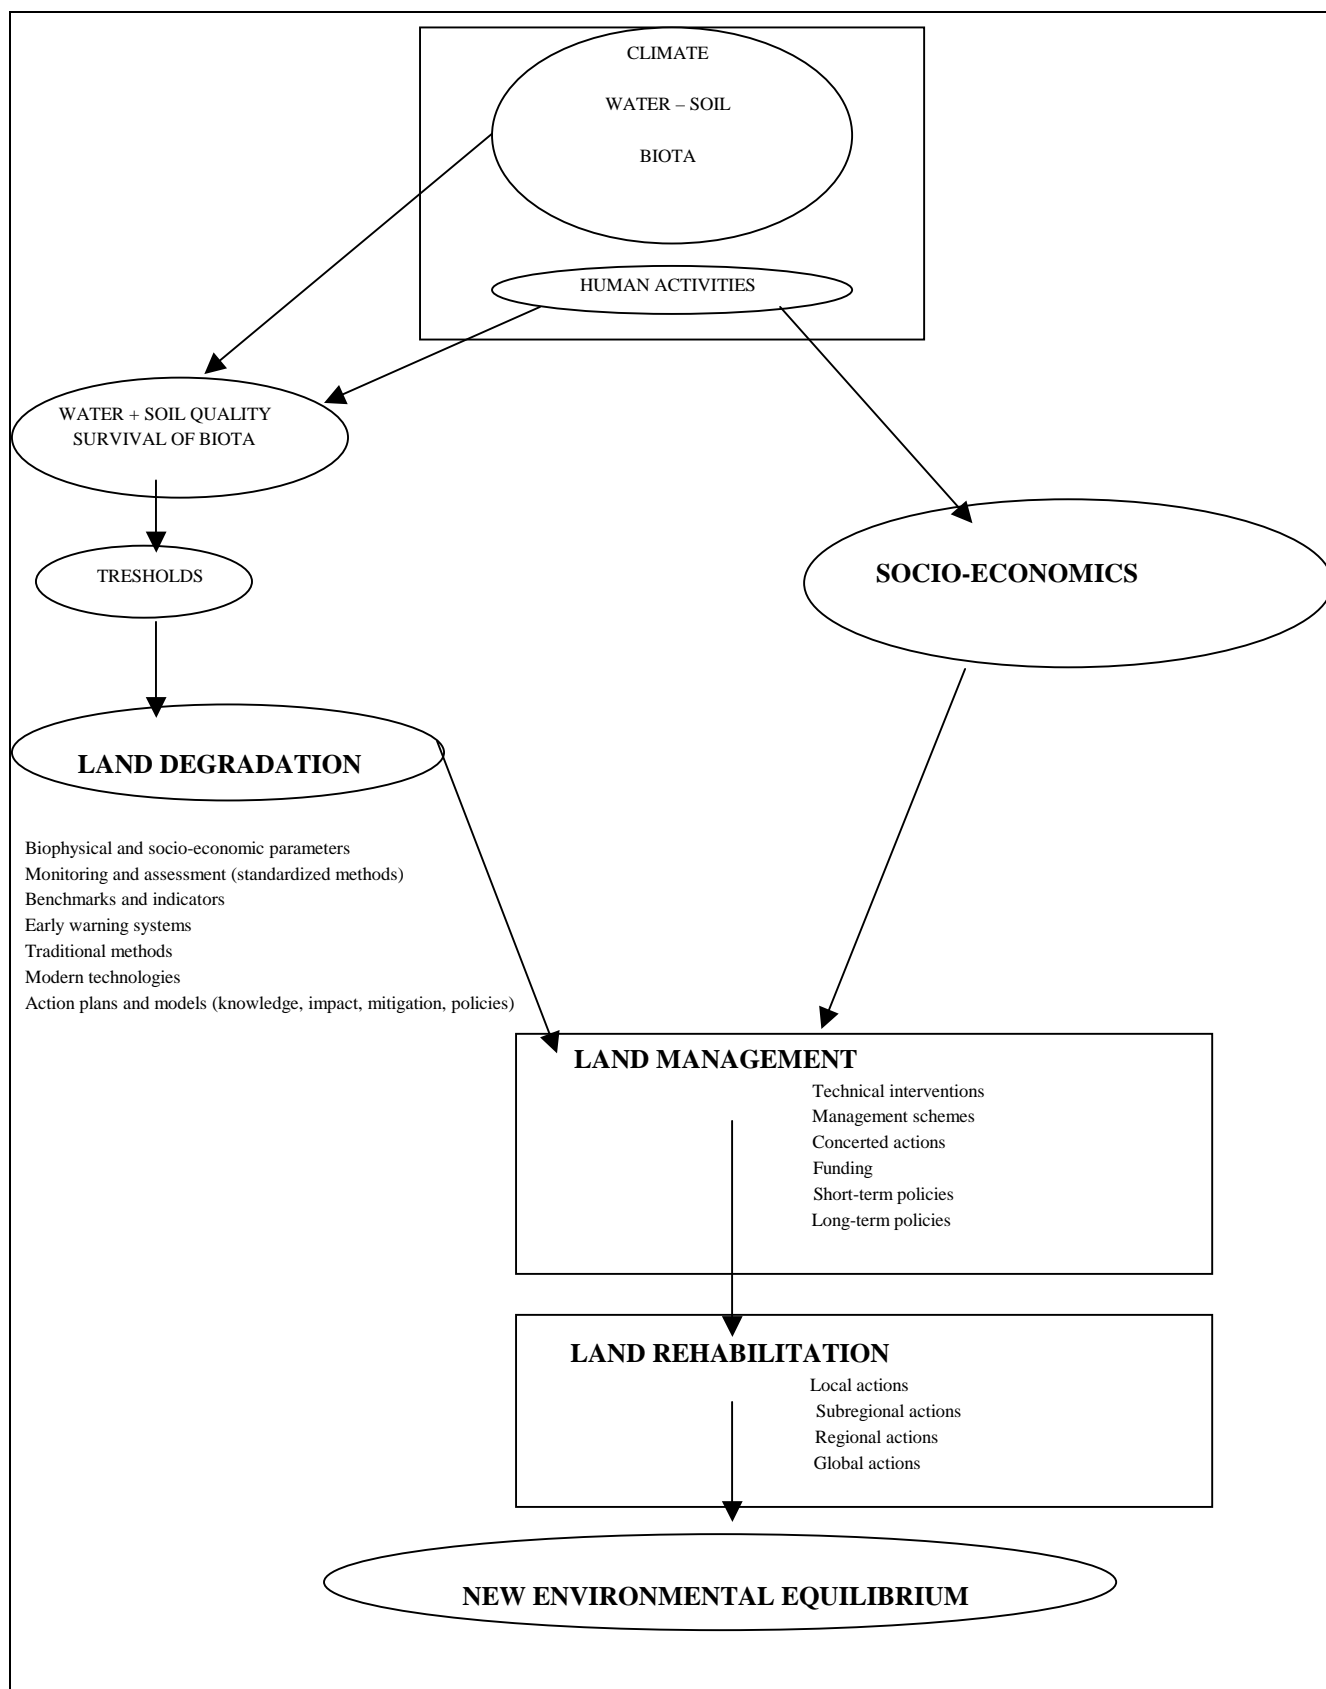 CLIMATE
WATER – SOIL
BIOTA
HUMAN ACTIVITIES
WATER + SOIL QUALITY
SURVIVAL OF BIOTA
TRESHOLDS
SOCIO-ECONOMICS
LAND DEGRADATION
Biophysical and socio-economic parameters
Monitoring and assessment (standardized methods)
Benchmarks and indicators
Early warning systems
Traditional methods
Modern technologies
Action plans and models (knowledge, impact, mitigation, policies)
LAND MANAGEMENT
Technical interventions
Management schemes
Concerted actions
Funding
Short-term policies
Long-term policies
LAND REHABILITATION
Local actions
Subregional actions
Regional actions
Global actions
NEW ENVIRONMENTAL EQUILIBRIUM